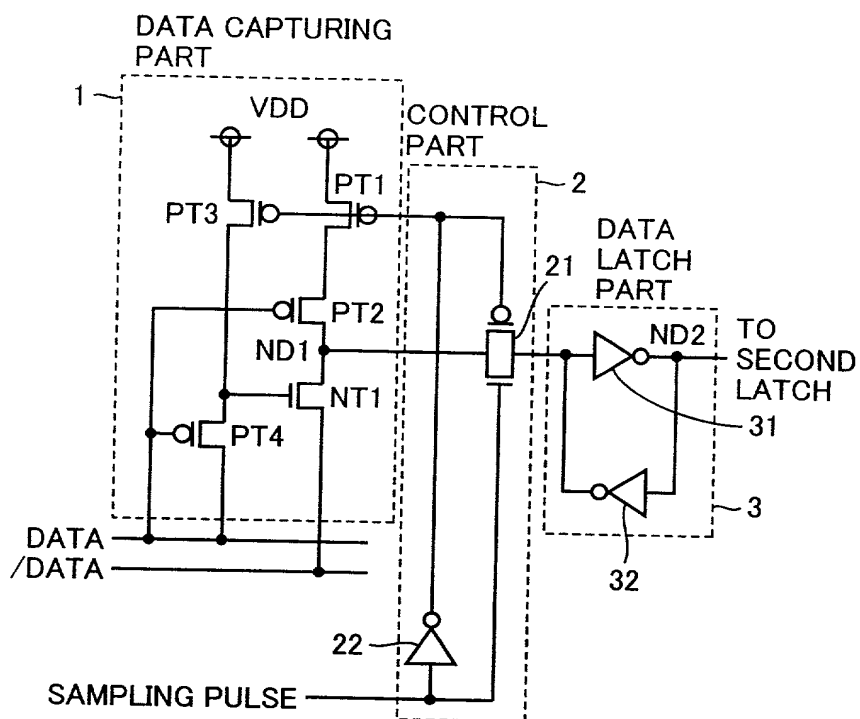 DATA CAPTURING
PART
1
VDD
CONTROL
PART
2
PT1
PT3
DATA
LATCH
PART
21
PT2
ND1
ND2
TO
SECOND
LATCH
NT1
PT4
31
3
32
DATA
/DATA
22
SAMPLING PULSE